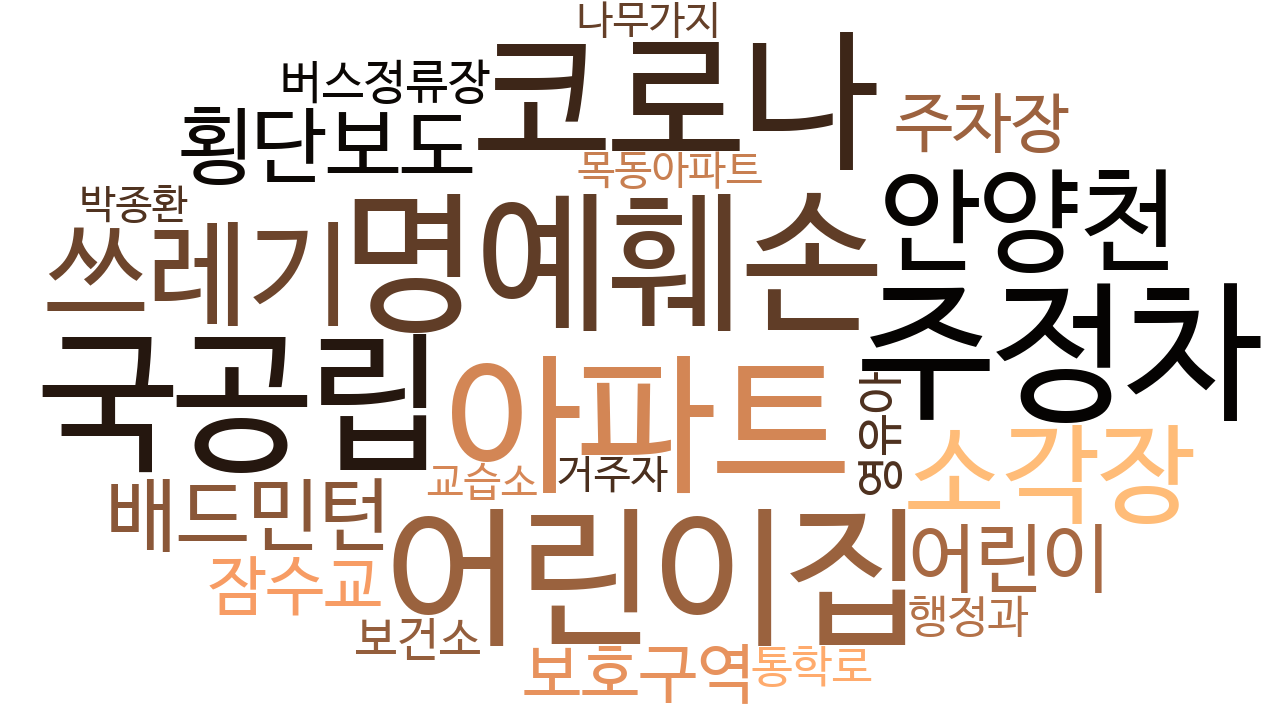 나무가지
버스정류장
코로나
주차장
횡단보도
목동아파트
박종환
안양천
쓰레기
명예훼손
주정차
국공립
아파트
영유아
소각장
교습소
거주자
배드민턴
어린이집
어린이
잠수교
행정과
보건소
보호구역
통학로